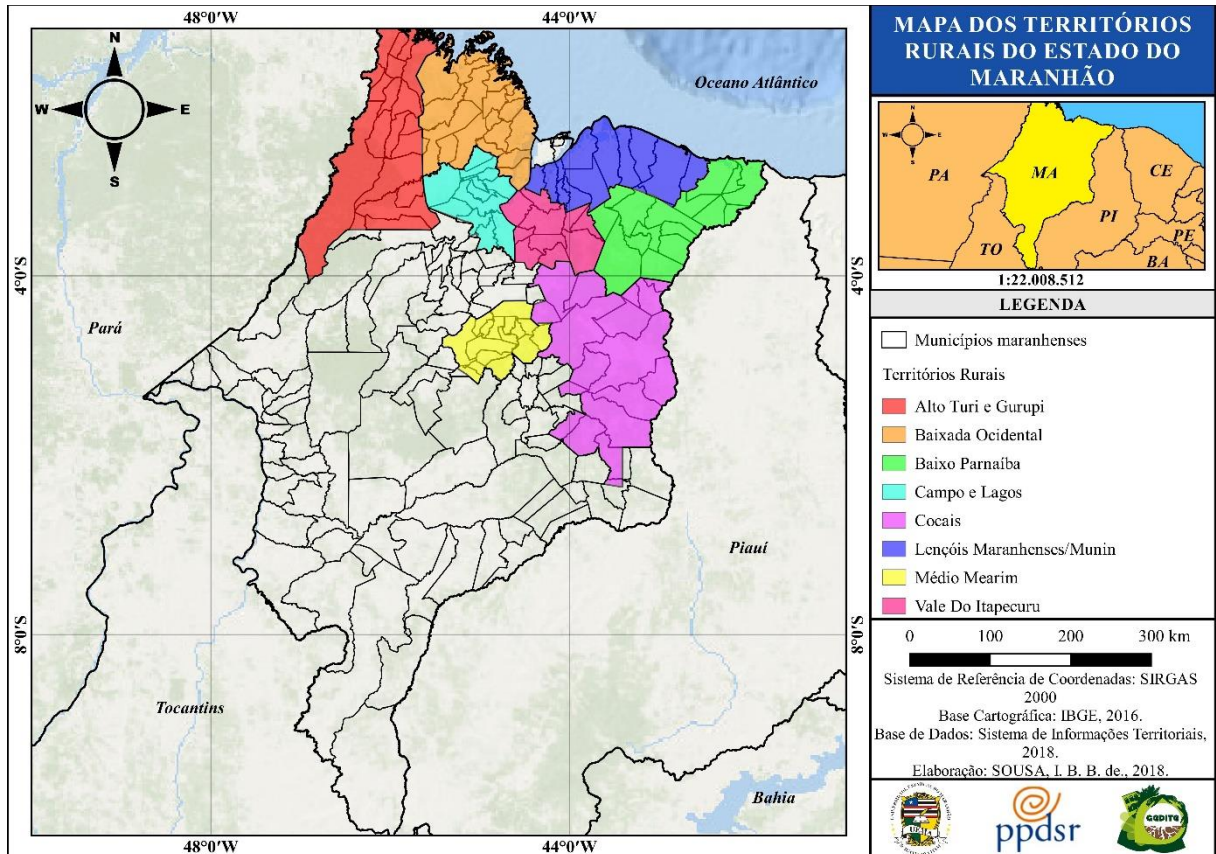 48°0'W
44°0'W
N
W
E
S
Oceano Atlântico
4°0'S
4°0'S
Pará
Piauí
8°0'S
8°0'S
Tocantins
Bahia
48°0'W
44°0'W
MAPA DOS TERRITÓRIOS
RURAIS DO ESTADO DO
MARANHÃO
N
W
E
S
PA
MA
CE
PI
TO
PE
BA
1:22.008.512
LEGENDA
Municípios maranhenses
Territórios Rurais
Alto Turi e Gurupi
Baixada Ocidental
Baixo Parnaíba
Campo e Lagos
Cocais
Lençóis Maranhenses/Munin
Médio Mearim
Vale Do Itapecuru
0 100 200 300 km
Sistema de Referência de Coordenadas: SIRGAS
2000
Base Cartográfica: IBGE, 2016.
Base de Dados: Sistema de Informações Territoriais,
2018.
Elaboração: SOUSA, I. B. B. de., 2018.
UEMA
ppdsr